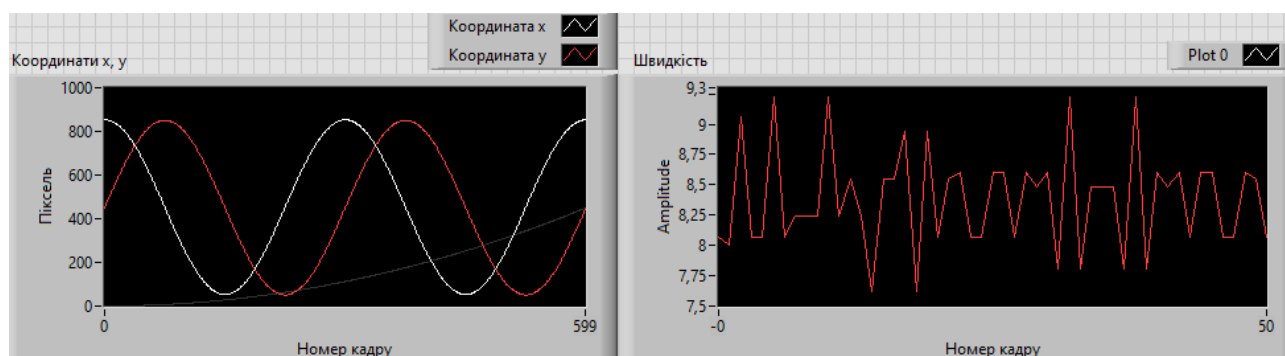 Координата x
Координата y
Координати x, y
1000
800
600
400
200
0
Піксель
0
599
Номер кадру
Plot 0
Швидкість
9,3
9
8,75
8,5
8,25
8
7,75
7,5
Amplitude
-0
50
Номер кадру